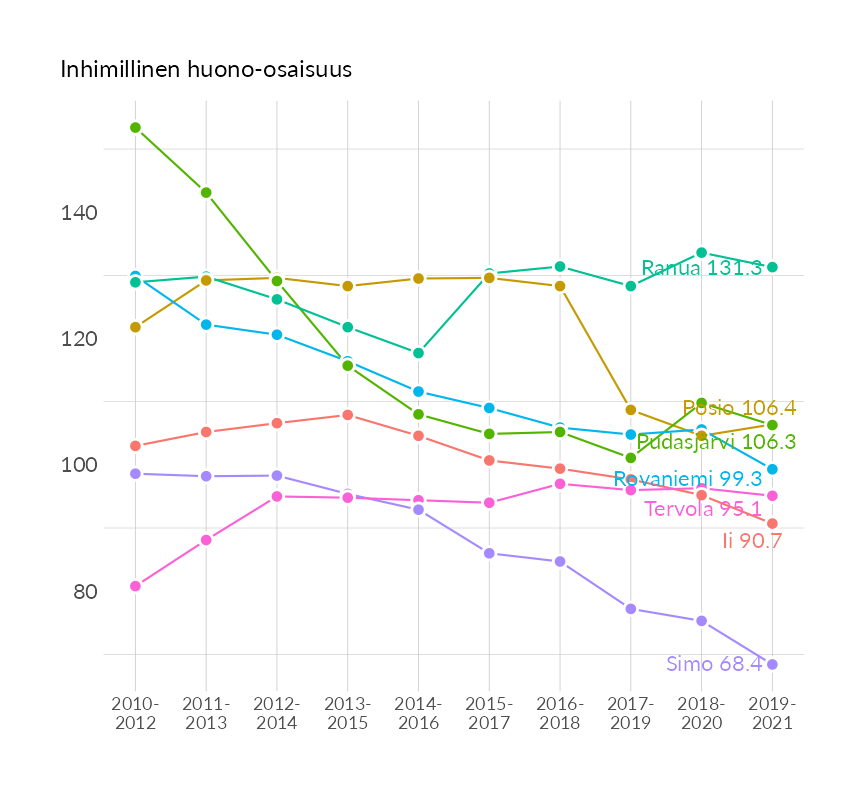 Inhimillinen huono-osaisuus
140
120
100
80
Ranua 131.3
Posio 106.4
Pudasjärvi 106.3
Rovaniemi 99.3
Tervola 95.1
Ii 90.7
Simo 68.4
2010- 2011- 2012- 2013- 2014- 2015- 2016- 2017- 2018- 2019-
2012 2013 2014 2015 2016 2017 2018 2019 2020 2021